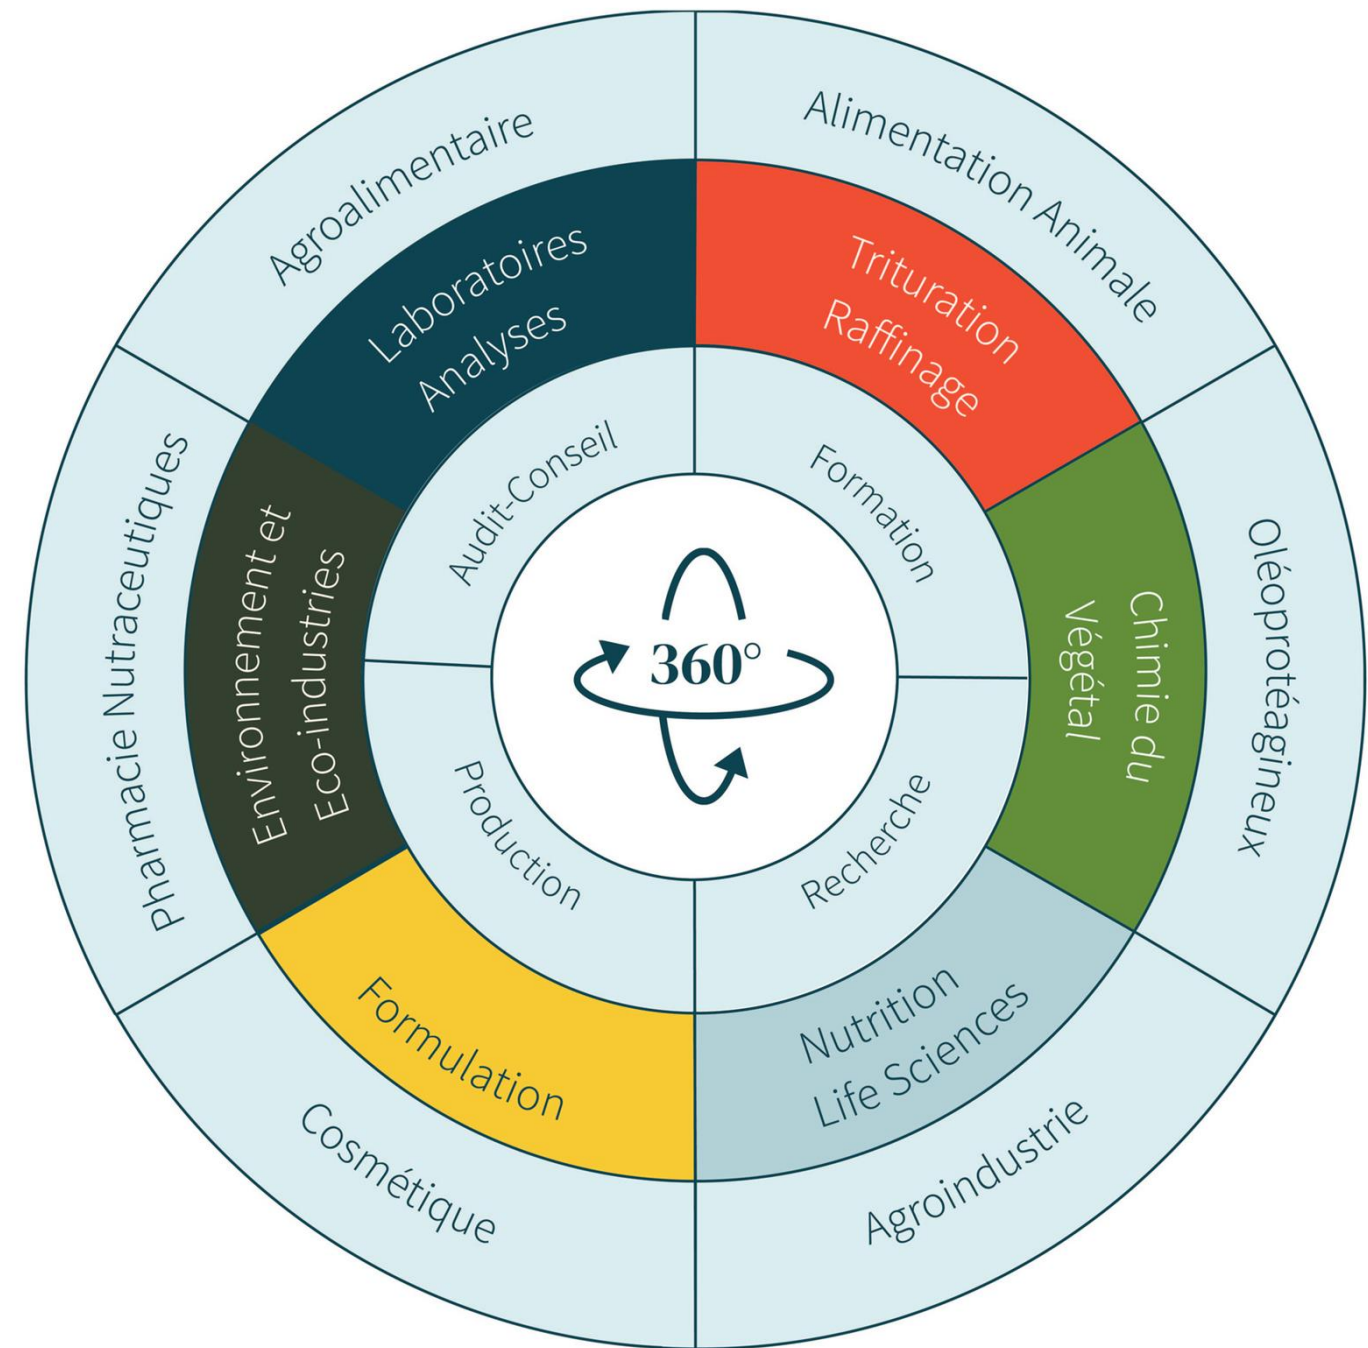 Agroalimentaire
Alimentation Animale
Oléoprotéagineux
Agroindustrie
Cosmétique
Pharmacie Nutraceutiques
Laboratoires
Analyses
Trituration
Raffinage
Chimie du
Végétal
Nutrition
Life Sciences
Formulation
Environnement et
Eco-industries
Audit-Conseil
Formation
Recherche
Production
360°